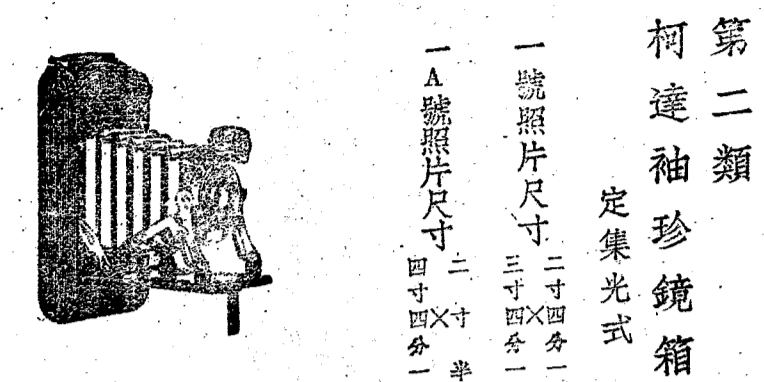 第二類
柯達袖珍鏡箱
定集光式
一號照片尺寸 二寸四分一×三寸四分一
一A號照片尺寸 二寸半×四寸四分一